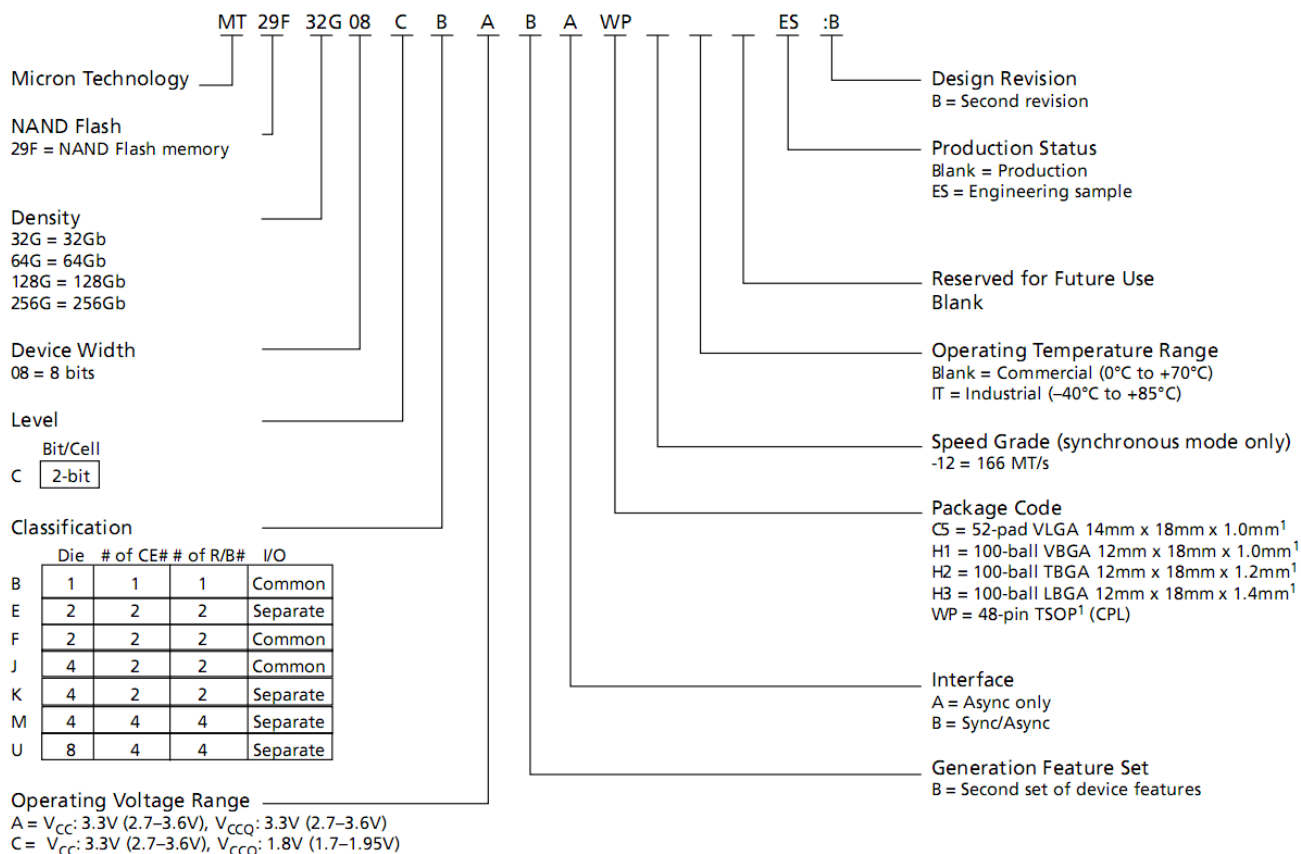 MT 29F 32G 08 C B A B A WP ES :B
Micron Technology
NAND Flash
29F = NAND Flash memory
Density
32G = 32Gb
64G = 64Gb
128G = 128Gb
256G = 256Gb
Device Width
08 = 8 bits
Level
Bit/Cell
C 2-bit
Classification
Die # of CE# # of R/B# I/O
B 1 1 1 Common
E 2 2 2 Separate
F 2 2 2 Common
J 4 2 2 Common
K 4 2 2 Separate
M 4 4 4 Separate
U 8 4 4 Separate
Operating Voltage Range
A = VCC: 3.3V (2.7–3.6V), VCCQ: 3.3V (2.7–3.6V)
C = VCC: 3.3V (2.7–3.6V), VCCQ: 1.8V (1.7–1.95V)
Design Revision
B = Second revision
Production Status
Blank = Production
ES = Engineering sample
Reserved for Future Use
Blank
Operating Temperature Range
Blank = Commercial (0°C to +70°C)
IT = Industrial (–40°C to +85°C)
Speed Grade (synchronous mode only)
-12 = 166 MT/s
Package Code
C5 = 52-pad VLGA 14mm x 18mm x 1.0mm1
H1 = 100-ball VBGA 12mm x 18mm x 1.0mm1
H2 = 100-ball TBGA 12mm x 18mm x 1.2mm1
H3 = 100-ball LBGA 12mm x 18mm x 1.4mm1
WP = 48-pin TSOP1 (CPL)
Interface
A = Async only
B = Sync/Async
Generation Feature Set
B = Second set of device features